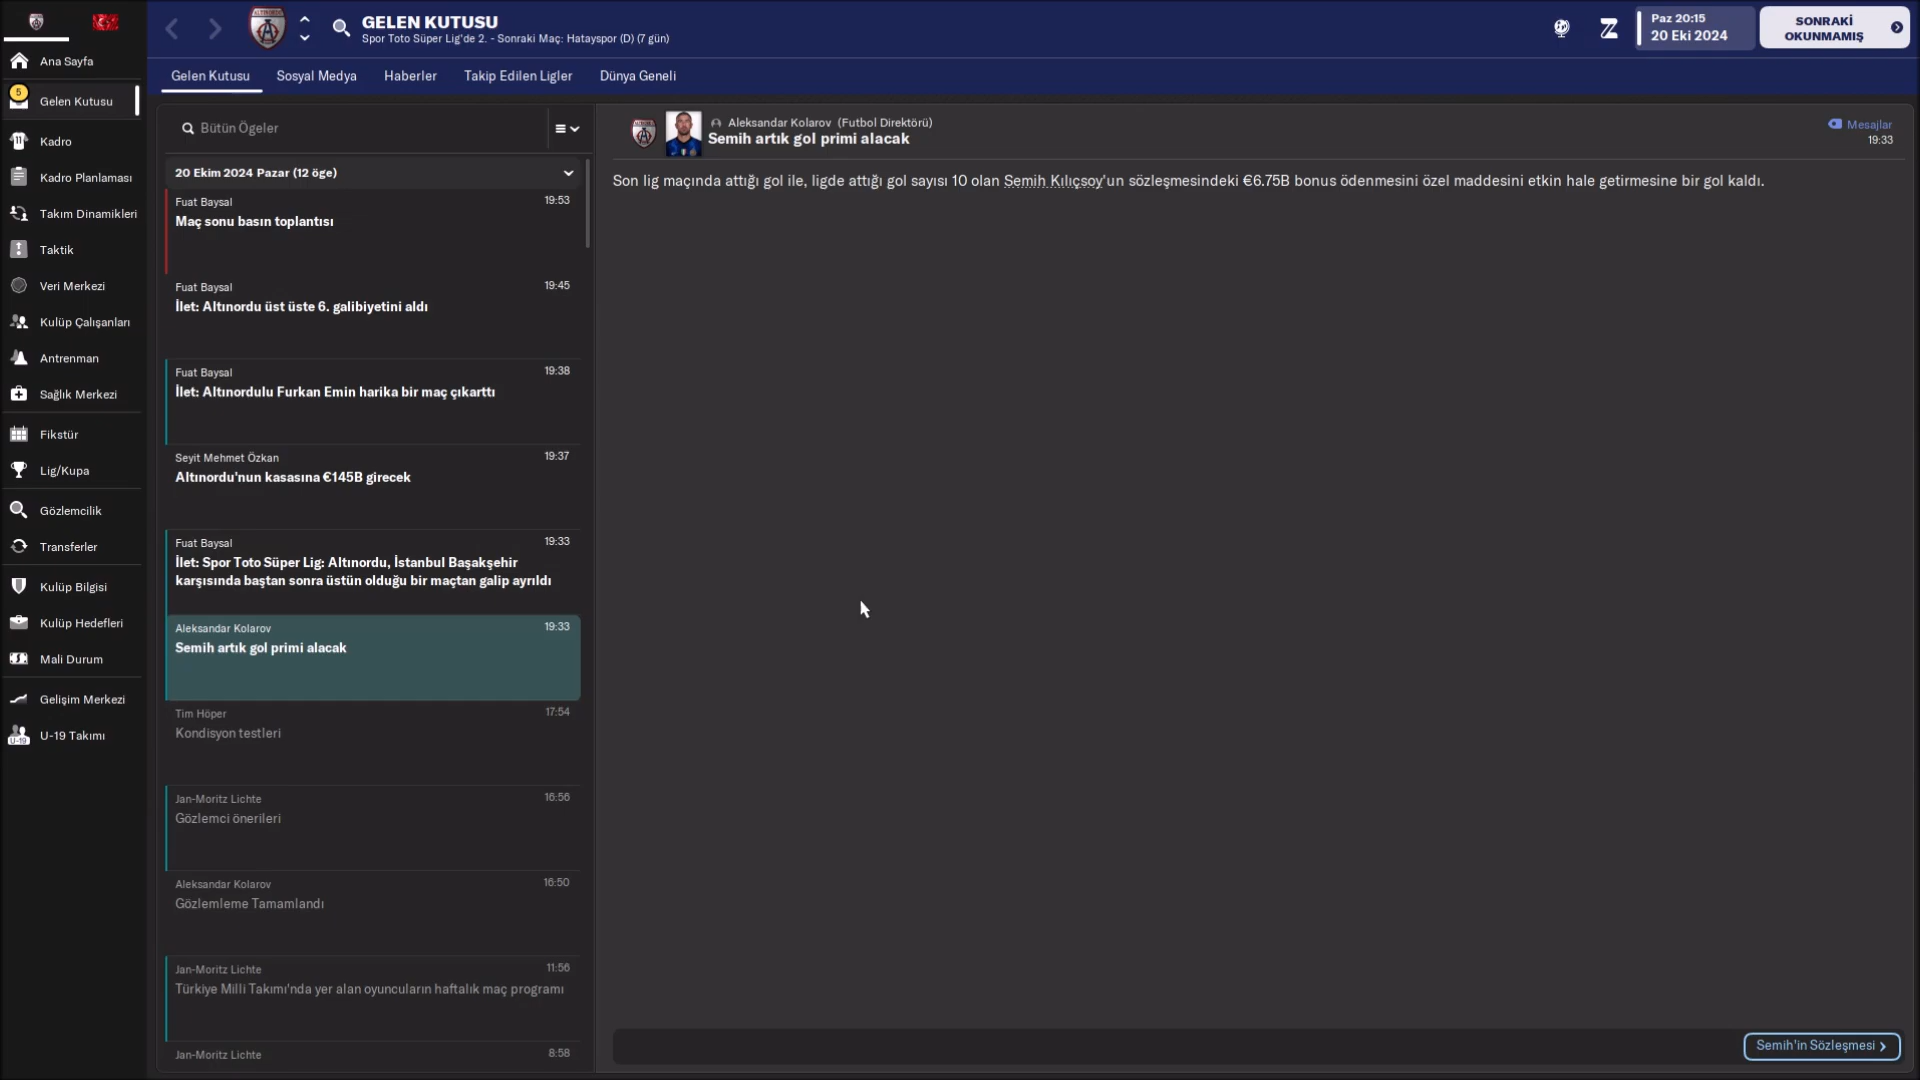 GELEN KUTUSU
Spor Toto Süper Lig'de 2. - Sonraki Maç: Hatayspor (D) (7 gün)
Paz 20:15
20 Eki 2024
SONRAKİ
OKUNMAMIŞ
Ana Sayfa
5
Gelen Kutusu
Kadro
Kadro Planlaması
Takım Dinamikleri
Taktik
Veri Merkezi
Kulüp Çalışanları
Antrenman
Sağlık Merkezi
Fikstür
Lig/Kupa
Gözlemcilik
Transferler
Kulüp Bilgisi
Kulüp Hedefleri
Mali Durum
Gelişim Merkezi
U-19 Takımı
Gelen Kutusu
Sosyal Medya
Haberler
Takip Edilen Ligler
Dünya Geneli
Bütün Ögeler
20 Ekim 2024 Pazar (12 öge)
Fuat Baysal 19:53
Maç sonu basın toplantısı
Fuat Baysal 19:45
İlet: Altınordu üst üste 6. galibiyetini aldı
Fuat Baysal 19:38
İlet: Altınordulu Furkan Emin harika bir maç çıkarttı
Seyit Mehmet Özkan 19:37
Altınordu'nun kasasına €145B girecek
Fuat Baysal 19:33
İlet: Spor Toto Süper Lig: Altınordu, İstanbul Başakşehir
karşısında baştan sonra üstün olduğu bir maçtan galip ayrıldı
Aleksandar Kolarov 19:33
Semih artık gol primi alacak
Tim Höper 17:54
Kondisyon testleri
Jan-Moritz Lichte 16:56
Gözlemci önerileri
Aleksandar Kolarov 16:50
Gözlemleme Tamamlandı
Jan-Moritz Lichte 11:56
Türkiye Milli Takımı'nda yer alan oyuncuların haftalık maç programı
Jan-Moritz Lichte 8:58
Aleksandar Kolarov (Futbol Direktörü)
Semih artık gol primi alacak
Mesajlar
19:33
Son lig maçında attığı gol ile, ligde attığı gol sayısı 10 olan Semih Kılıçsoy'un sözleşmesindeki €6.75B bonus ödenmesini özel maddesini etkin hale getirmesine bir gol kaldı.
Semih'in Sözleşmesi